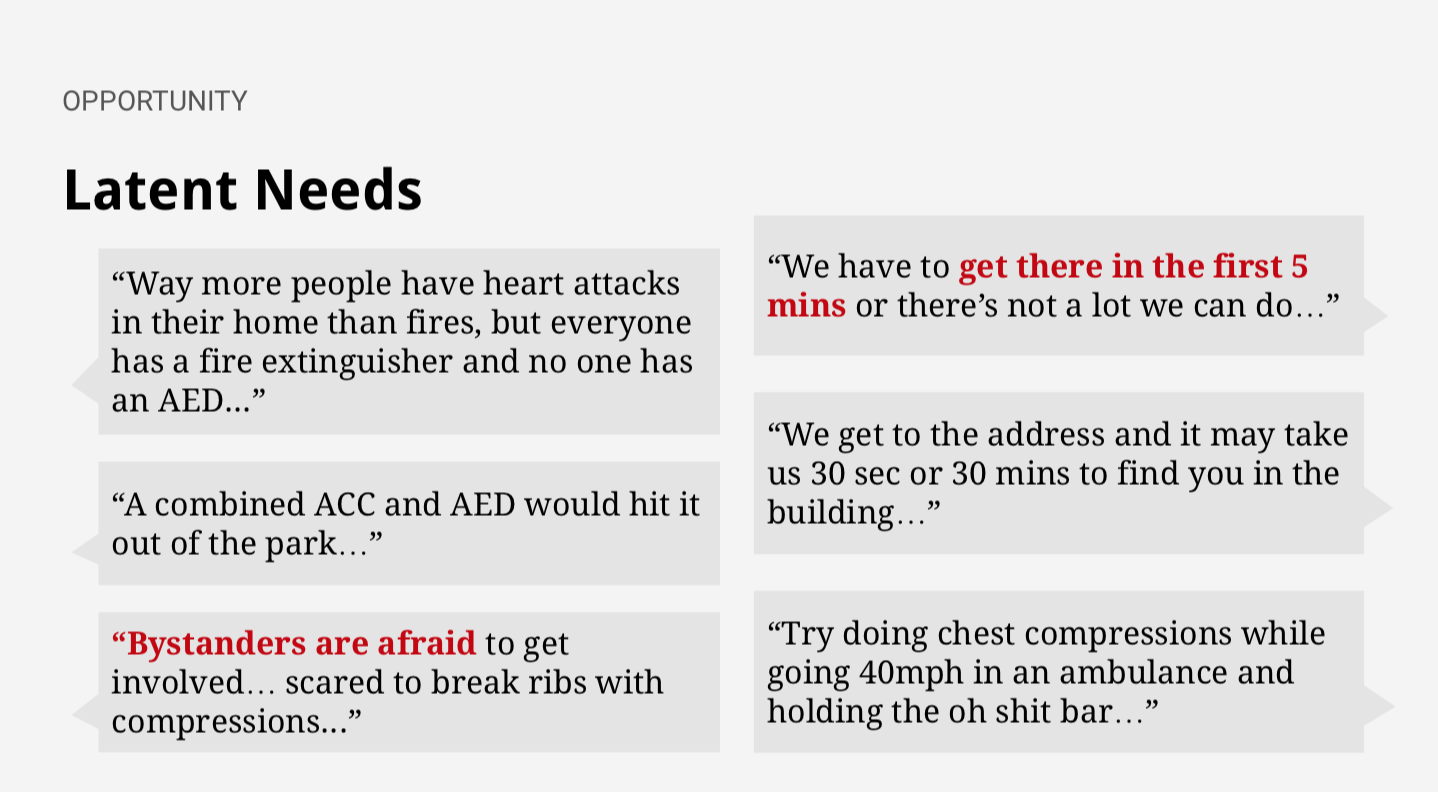 OPPORTUNITY
Latent Needs
“Way more people have heart attacks
in their home than fires, but everyone
has a fire extinguisher and no one has
an AED...”
“A combined ACC and AED would hit it
out of the park…”
“Bystanders are afraid to get
involved… scared to break ribs with
compressions...”
“We have to get there in the first 5
mins or there’s not a lot we can do…”
“We get to the address and it may take
us 30 sec or 30 mins to find you in the
building…”
“Try doing chest compressions while
going 40mph in an ambulance and
holding the oh shit bar…”